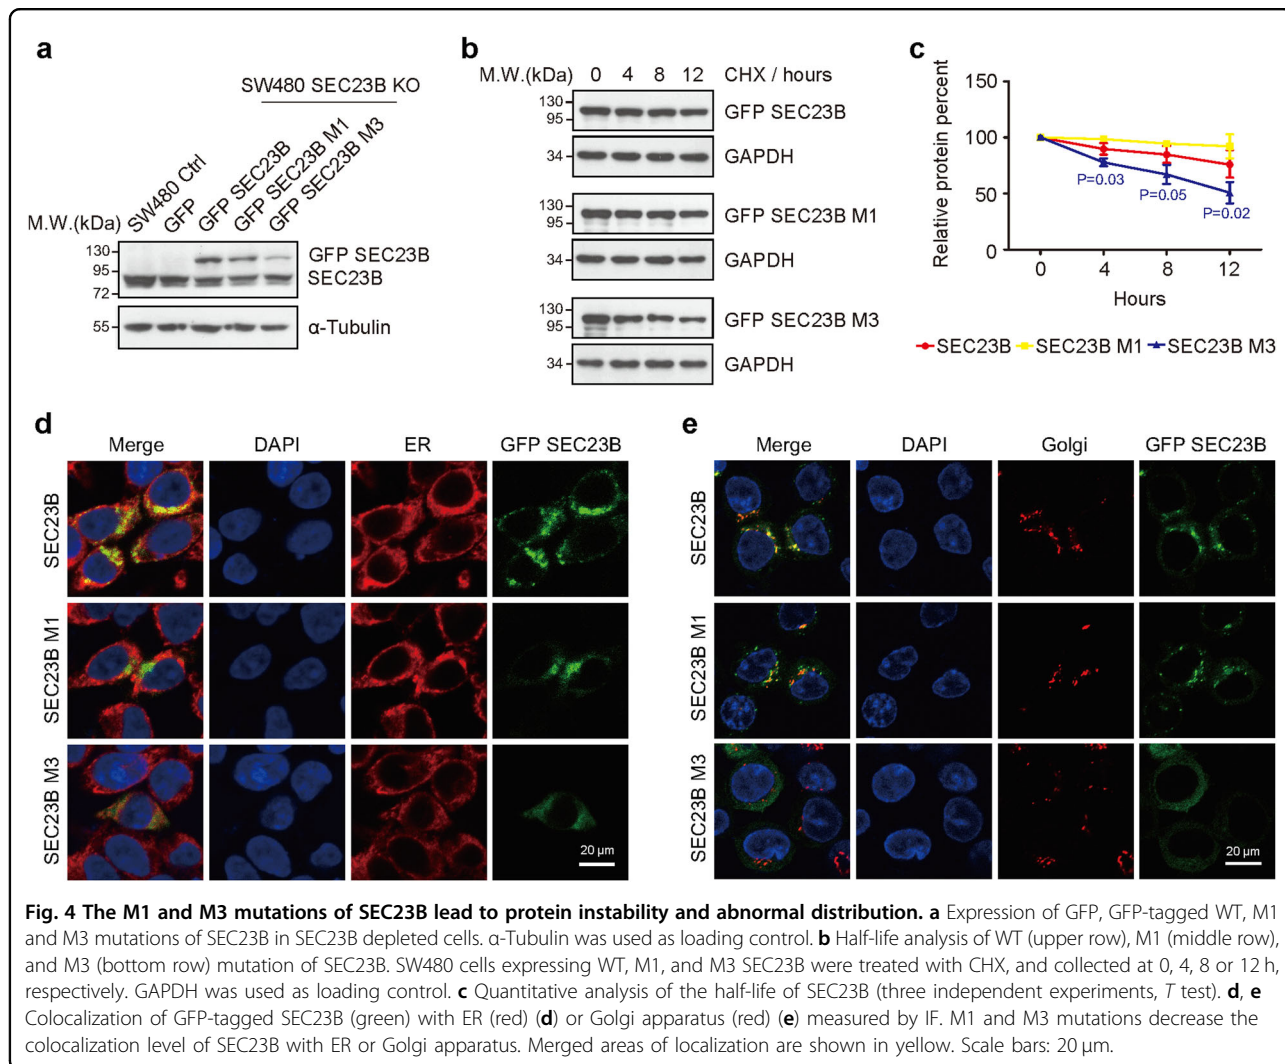 a
SW480 SEC23B KO
SW480 Ctrl
GFP
GFP SEC23B
GFP SEC23B M1
GFP SEC23B M3
M.W.(kDa)
130
95
72
GFP SEC23B
SEC23B
55
α-Tubulin
b
M.W.(kDa) 0 4 8 12 CHX / hours
130
95
GFP SEC23B
34
GAPDH
130
95
GFP SEC23B M1
34
GAPDH
130
95
GFP SEC23B M3
34
GAPDH
c
Relative protein percent
150
100
50
0
P=0.03
P=0.05
P=0.02
0 4 8 12
Hours
SEC23B SEC23B M1 SEC23B M3
d
Merge DAPI ER GFP SEC23B
SEC23B
SEC23B M1
SEC23B M3
20 μm
e
Merge DAPI Golgi GFP SEC23B
SEC23B
SEC23B M1
SEC23B M3
20 μm
Fig. 4 The M1 and M3 mutations of SEC23B lead to protein instability and abnormal distribution. a Expression of GFP, GFP-tagged WT, M1
and M3 mutations of SEC23B in SEC23B depleted cells. α-Tubulin was used as loading control. b Half-life analysis of WT (upper row), M1 (middle row),
and M3 (bottom row) mutation of SEC23B. SW480 cells expressing WT, M1, and M3 SEC23B were treated with CHX, and collected at 0, 4, 8 or 12 h,
respectively. GAPDH was used as loading control. c Quantitative analysis of the half-life of SEC23B (three independent experiments, T test). d, e
Colocalization of GFP-tagged SEC23B (green) with ER (red) (d) or Golgi apparatus (red) (e) measured by IF. M1 and M3 mutations decrease the
colocalization level of SEC23B with ER or Golgi apparatus. Merged areas of localization are shown in yellow. Scale bars: 20 μm.